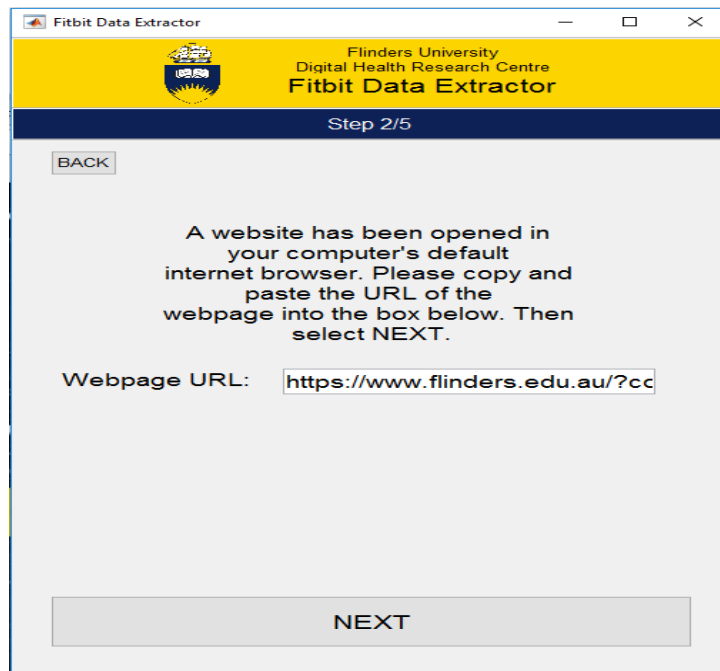 Fitbit Data Extractor
Flinders University
Digital Health Research Centre
Fitbit Data Extractor
Step 2/5
BACK
A website has been opened in
your computer's default
internet browser. Please copy and
paste the URL of the
webpage into the box below. Then
select NEXT.
Webpage URL: https://www.flinders.edu.au/?cc
NEXT